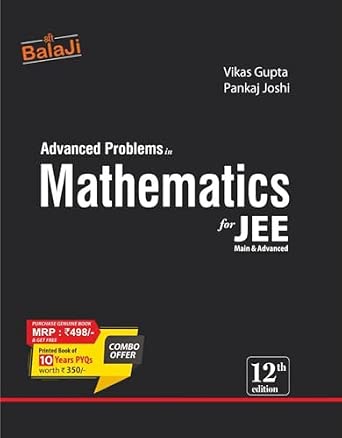 श्री
BalaJi
Vikas Gupta
Pankaj Joshi
Advanced Problems in
Mathematics
for JEE
Main & Advanced
PURCHASE GENUINE BOOK
MRP : ₹498/-
& GET FREE
Printed Book of
10 Years PYQs
worth ₹350/-
COMBO
OFFER
12th
edition